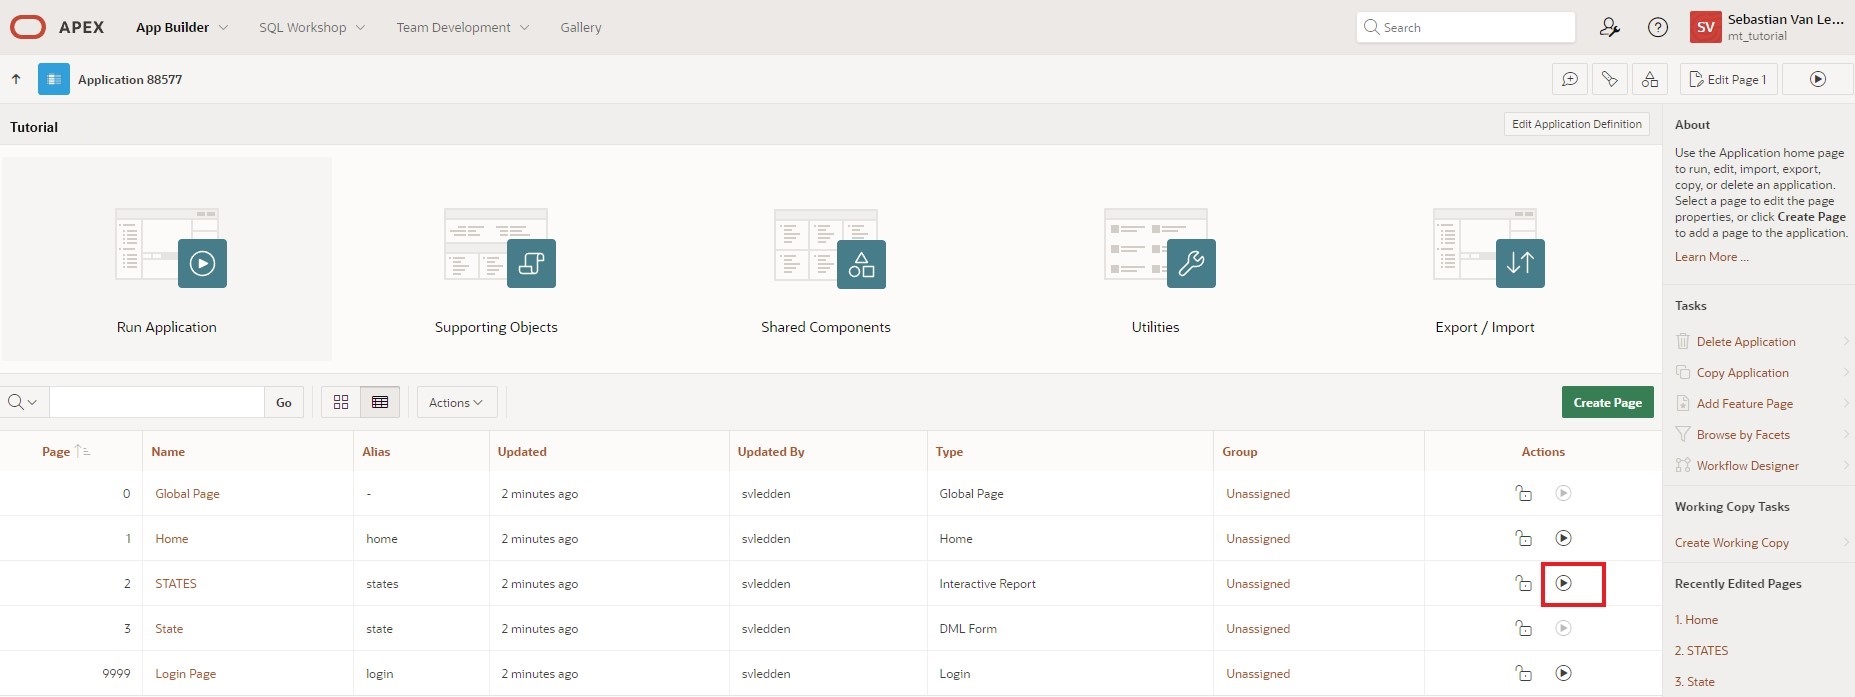 APEX App Builder SQL Workshop Team Development Gallery Search Sebastian Van Le...
SV mt_tutorial
Application 88577 Edit Page 1
Tutorial Edit Application Definition
Run Application Supporting Objects Shared Components Utilities Export / Import
Go Actions Create Page
Page Name Alias Updated Updated By Type Group Actions
0 Global Page - 2 minutes ago svledden Global Page Unassigned
1 Home home 2 minutes ago svledden Home Unassigned
2 STATES states 2 minutes ago svledden Interactive Report Unassigned
3 State state 2 minutes ago svledden DML Form Unassigned
9999 Login Page login 2 minutes ago svledden Login Unassigned
About
Use the Application home page
to run, edit, import, export,
copy, or delete an application.
Select a page to edit the page
properties, or click Create Page
to add a page to the application.
Learn More ...
Tasks
Delete Application
Copy Application
Add Feature Page
Browse by Facets
Workflow Designer
Working Copy Tasks
Create Working Copy
Recently Edited Pages
1. Home
2. STATES
3. State